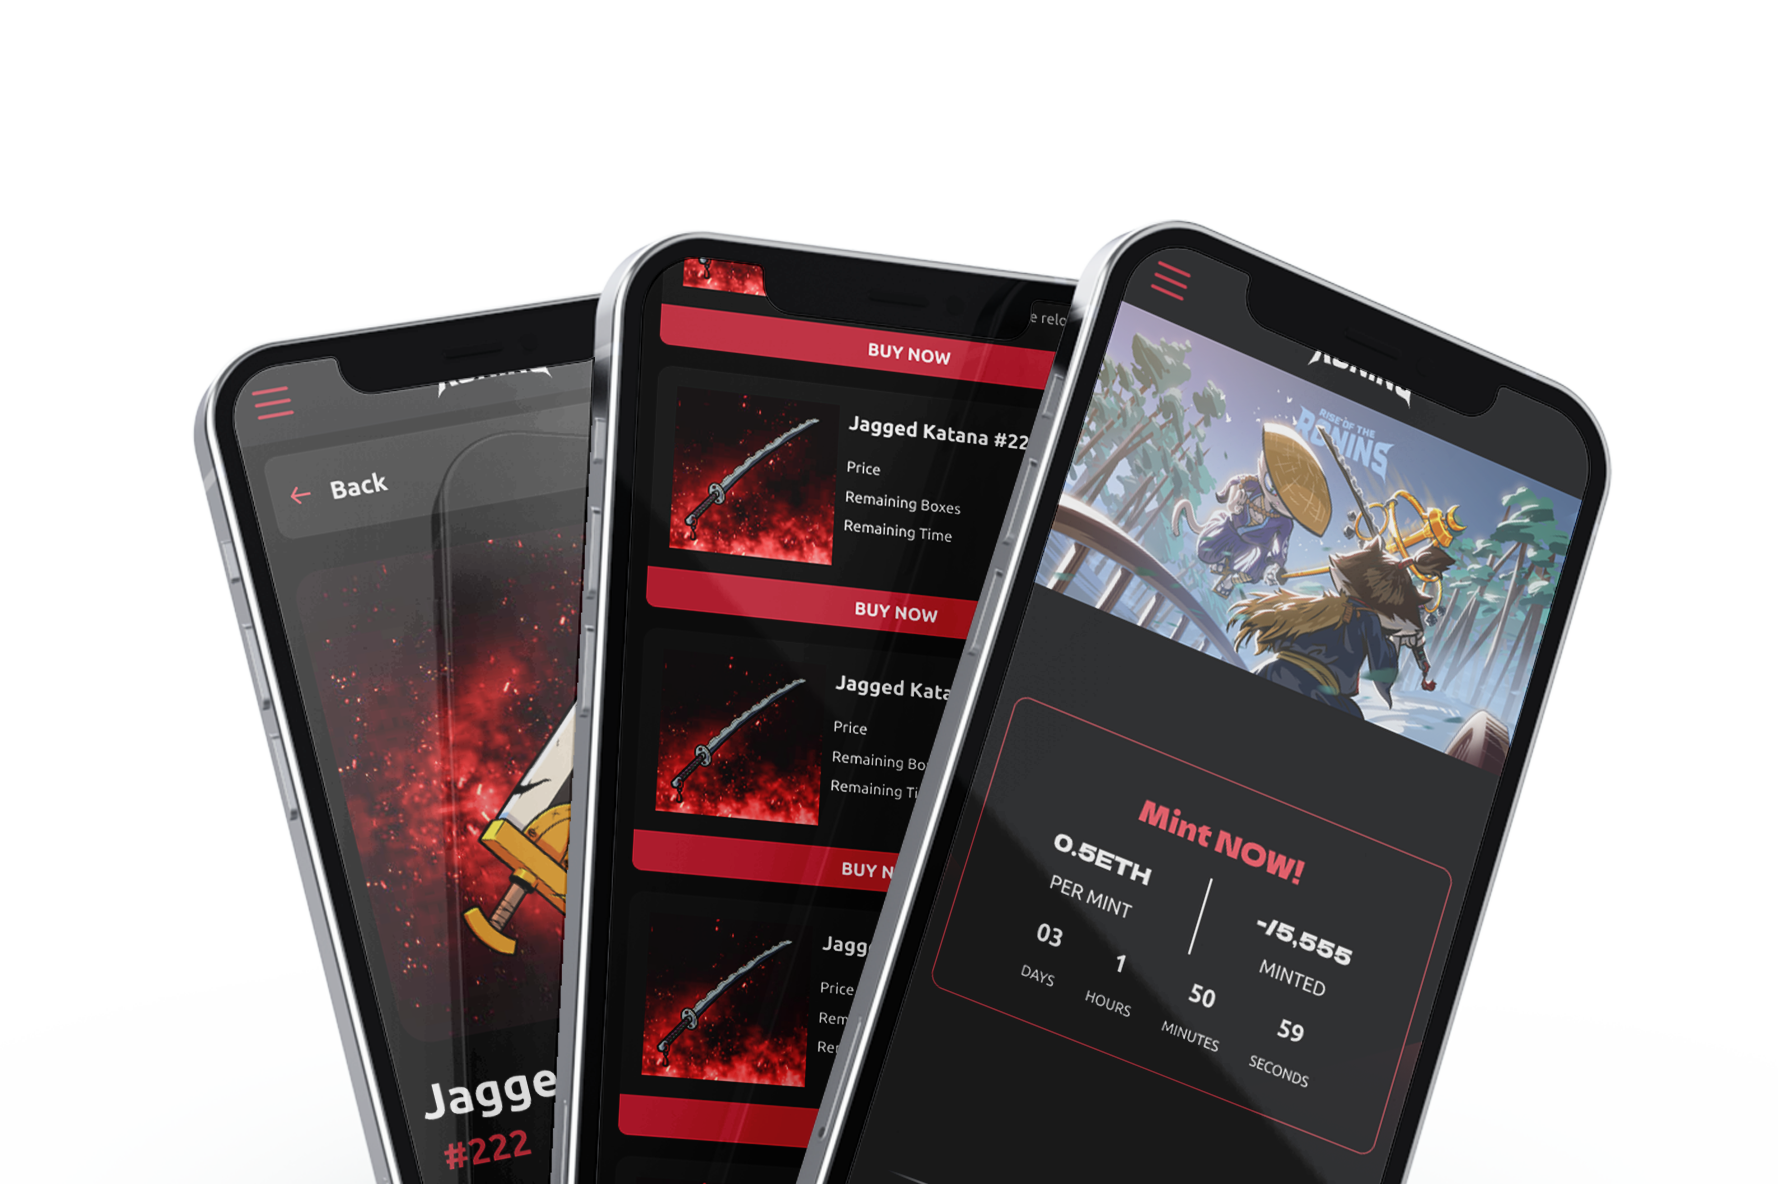 Back
Jagge
#222
e relo
BUY NOW
Jagged Katana #22
Price
Remaining Boxes
Remaining Time
BUY NOW
Jagged Kata
Price
Remaining Bo
Remaining Ti
BUY N
Jagg
Price
Rem
Re
RONINS
RISE OF THE
RONINS
Mint NOW!
0.5ETH
PER MINT
-/5,555
MINTED
03
DAYS
1
HOURS
50
MINUTES
59
SECONDS